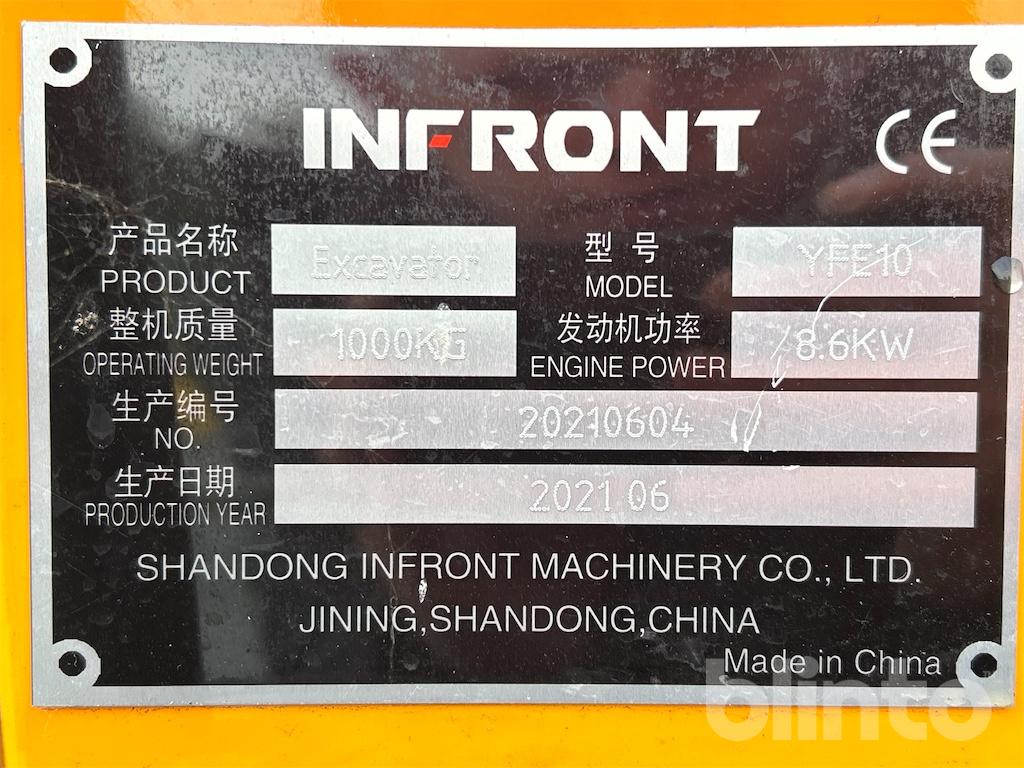 INFRONT CE
产品名称 Excavator 型号 YFE10
PRODUCT MODEL
整机质量 1000KG 发动机功率 8.6KW
OPERATING WEIGHT ENGINE POWER
生产编号 20210604
NO.
生产日期 2021 06
PRODUCTION YEAR
SHANDONG INFRONT MACHINERY CO., LTD.
JINING,SHANDONG,CHINA
Made in China
blinto